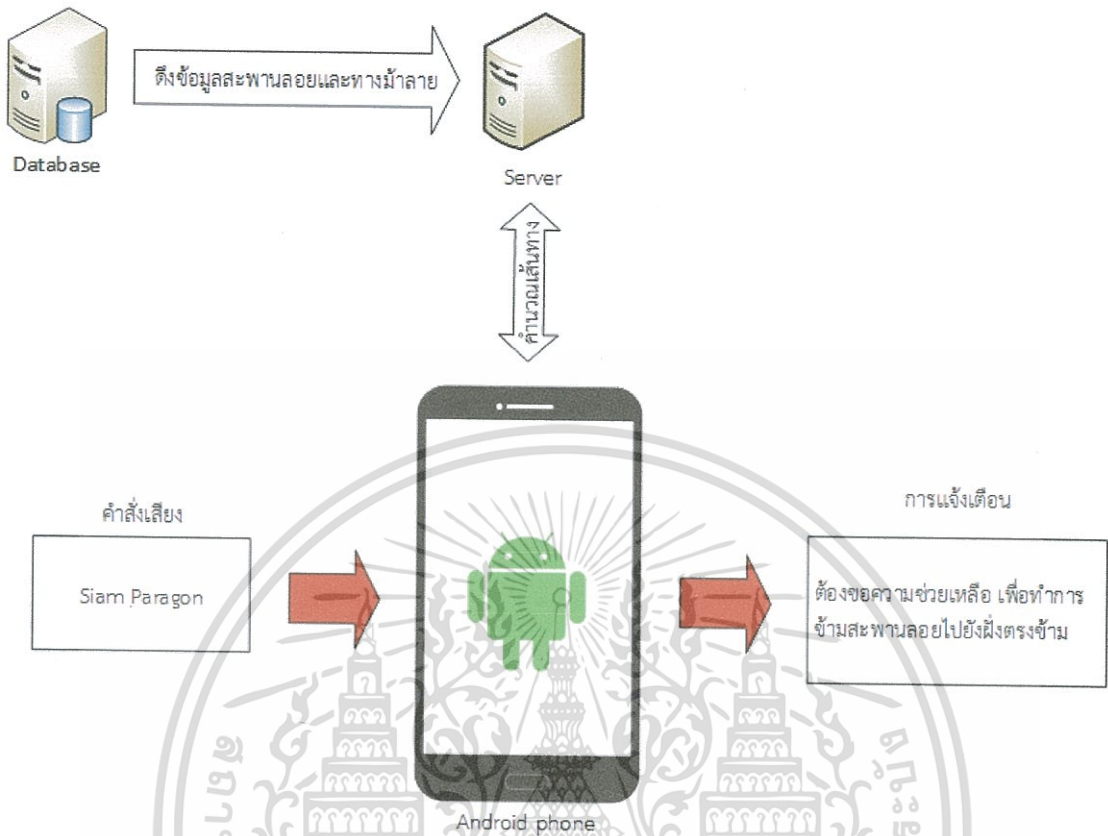 ดึงข้อมูลสะพานลอยและทางม้าลาย
Database
Server
คำนวณเส้นทาง
คำสั่งเสียง
การแจ้งเตือน
Siam Paragon
ต้องขอความช่วยเหลือ เพื่อทำการ
ข้ามสะพานลอยไปยังฝั่งตรงข้าม
Android phone